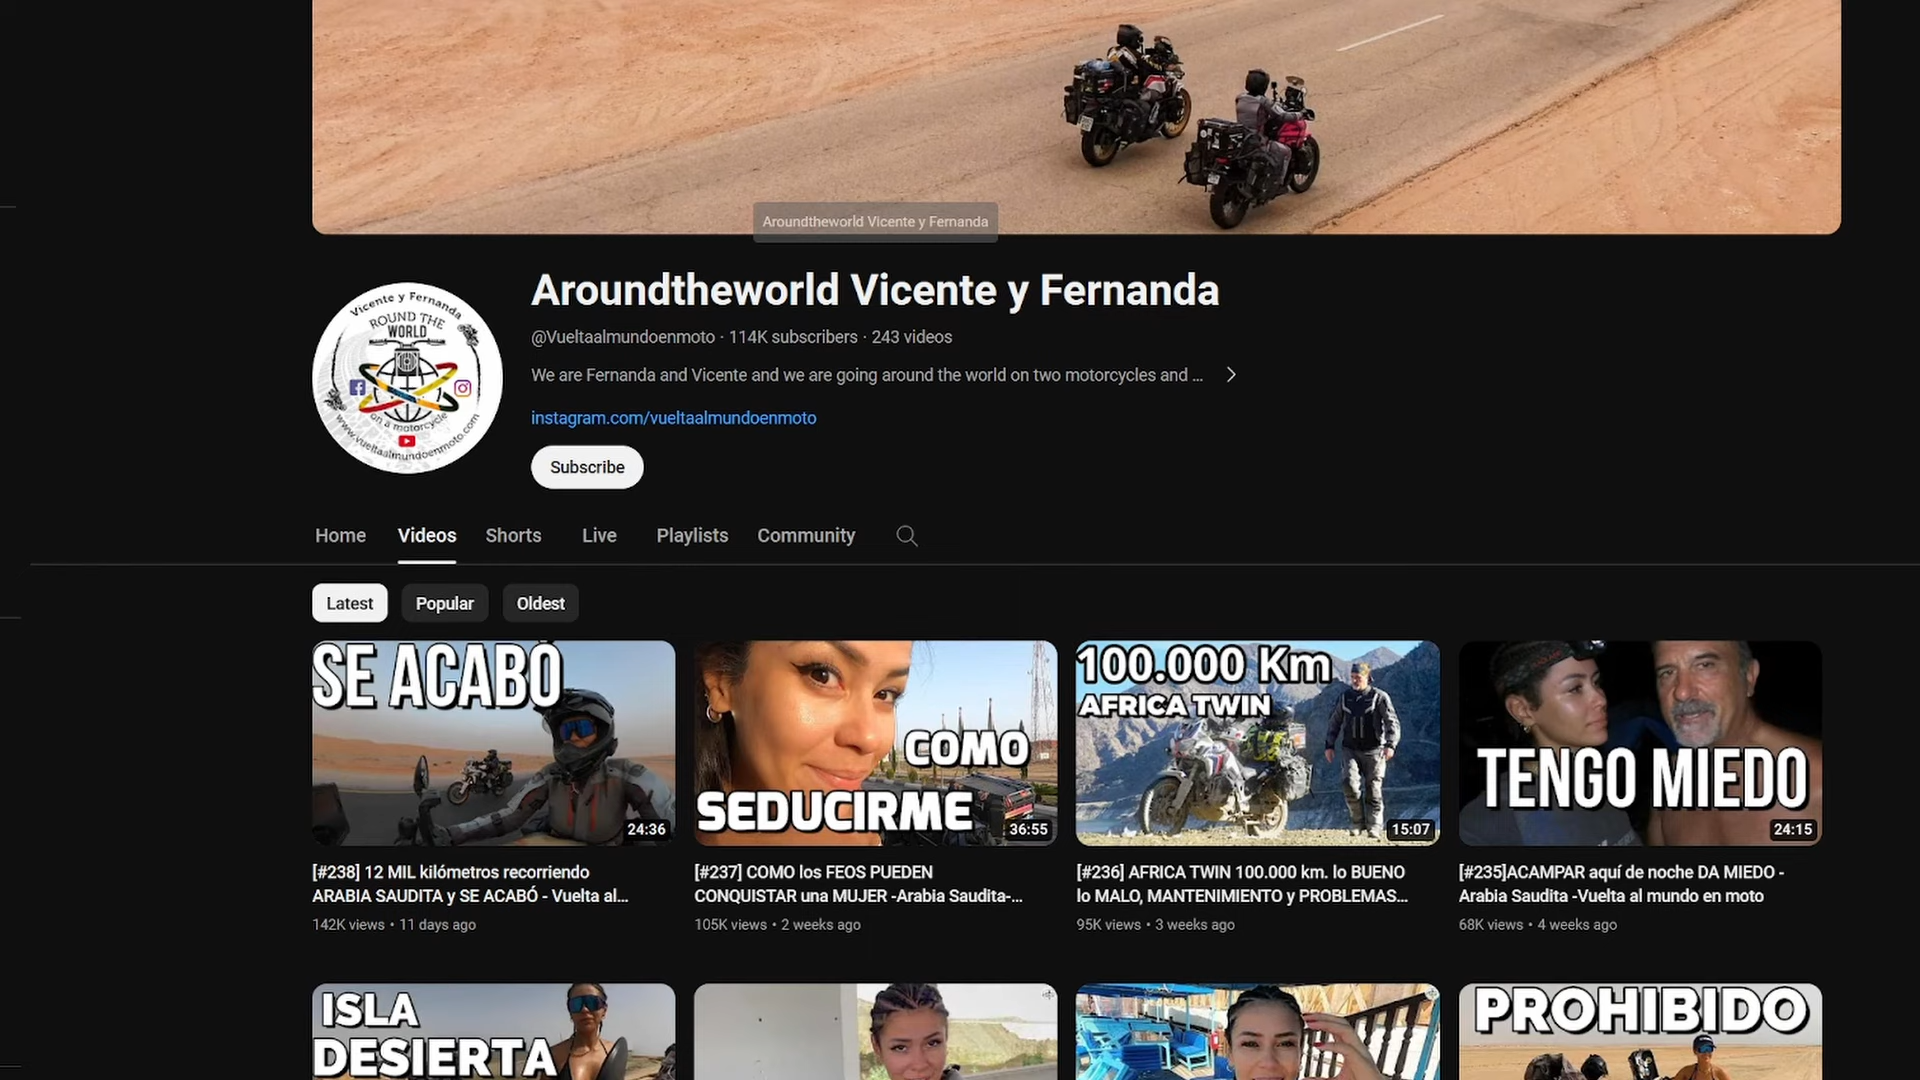 Aroundtheworld Vicente y Fernanda
Aroundtheworld Vicente y Fernanda
Vicente y Fernanda
ROUND THE
WORLD
on a motorcycle
www.vueltaalmundoenmoto.com
@Vueltaalmundoenmoto · 114K subscribers · 243 videos
We are Fernanda and Vicente and we are going around the world on two motorcycles and ...
instagram.com/vueltaalmundoenmoto
Subscribe
Home Videos Shorts Live Playlists Community
Latest Popular Oldest
SE ACABÓ
24:36
COMO
SEDUCIRME
36:55
100.000 Km
AFRICA TWIN
15:07
TENGO MIEDO
24:15
[#238] 12 MIL kilómetros recorriendo
ARABIA SAUDITA y SE ACABÓ - Vuelta al...
142K views • 11 days ago
[#237] COMO los FEOS PUEDEN
CONQUISTAR una MUJER -Arabia Saudita-...
105K views • 2 weeks ago
[#236] AFRICA TWIN 100.000 km. lo BUENO
lo MALO, MANTENIMIENTO y PROBLEMAS...
95K views • 3 weeks ago
[#235]ACAMPAR aquí de noche DA MIEDO -
Arabia Saudita -Vuelta al mundo en moto
68K views • 4 weeks ago
ISLA
DESIERTA
PROHIBIDO